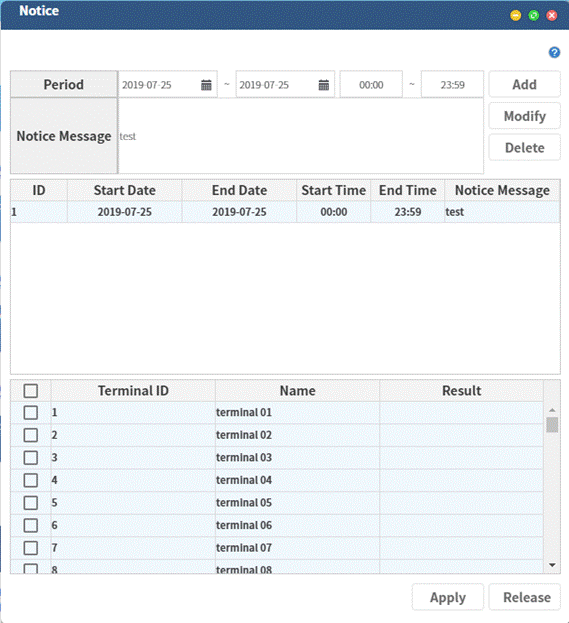 Notice
?
Period 2019-07-25 ~ 2019-07-25 00:00 ~ 23:59 Add
Modify
Notice Message test
Delete
ID Start Date End Date Start Time End Time Notice Message
1 2019-07-25 2019-07-25 00:00 23:59 test
Terminal ID Name Result
1 terminal 01
2 terminal 02
3 terminal 03
4 terminal 04
5 terminal 05
6 terminal 06
7 terminal 07
8 terminal 08
Apply Release